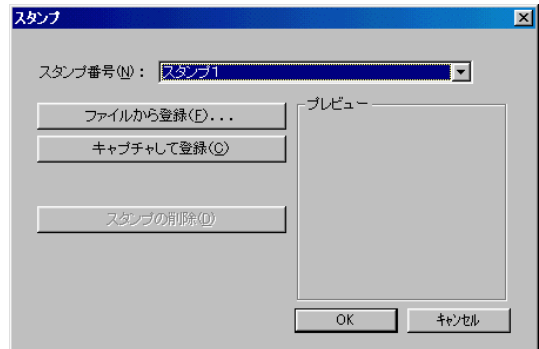 スタンプ
スタンプ番号(N)： スタンプ1
ファイルから登録(F)...
プレビュー
キャプチャして登録(C)
スタンプの削除(D)
OK
キャンセル